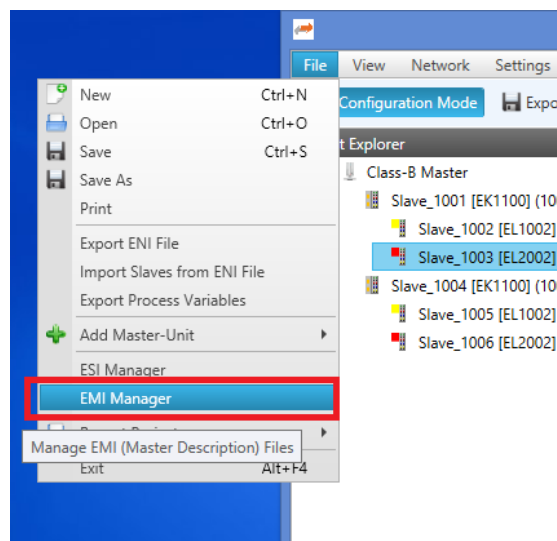 File View Network Settings
New Ctrl+N
Open Ctrl+O
Save Ctrl+S
Save As
Print
Export ENI File
Import Slaves from ENI File
Export Process Variables
Add Master-Unit
ESI Manager
EMI Manager
Manage EMI (Master Description) Files
Exit Alt+F4
Configuration Mode Expo
t Explorer
Class-B Master
Slave_1001 [EK1100] (10
Slave_1002 [EL1002]
Slave_1003 [EL2002]
Slave_1004 [EK1100] (10
Slave_1005 [EL1002]
Slave_1006 [EL2002]